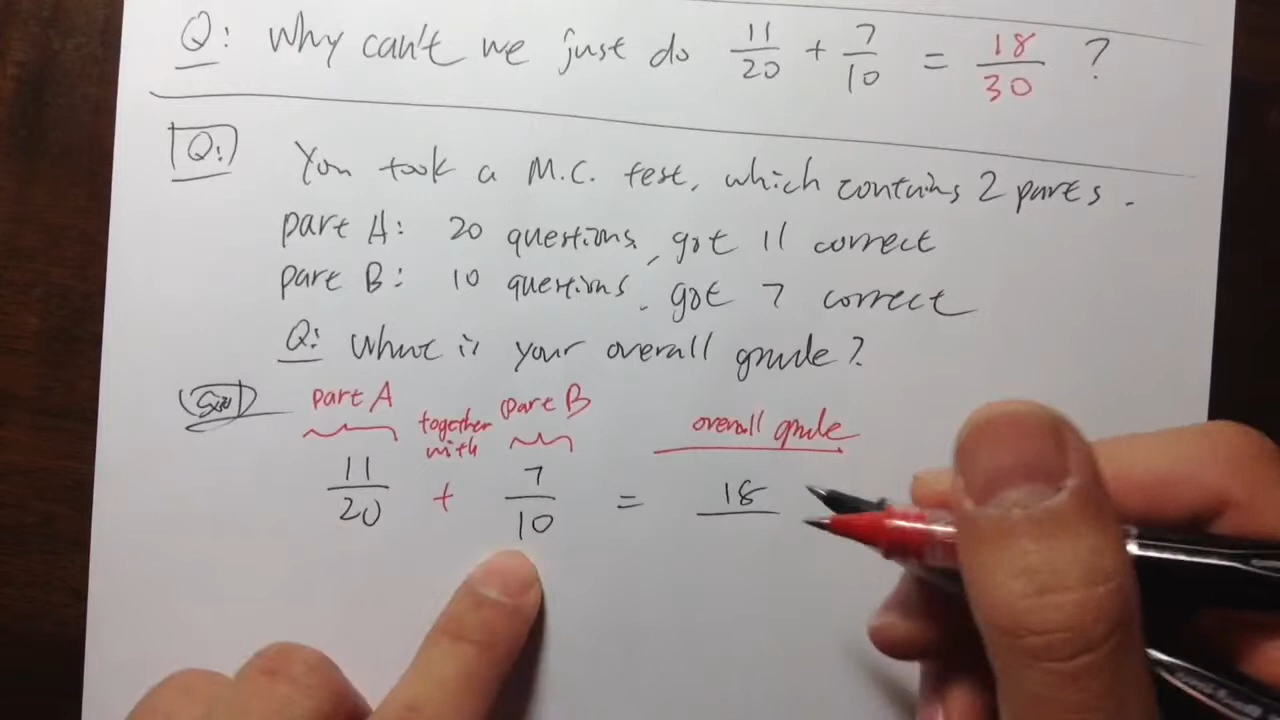 Q: Why can't we just do 11/20 + 7/10 = 18/30 ?
Q: You took a M.C. test, which contains 2 parts.
part A: 20 questions, got 11 correct
part B: 10 questions, got 7 correct
Q: What is your overall grade?
Sol
part A together with part B overall grade
11/20 + 7/10 = 18